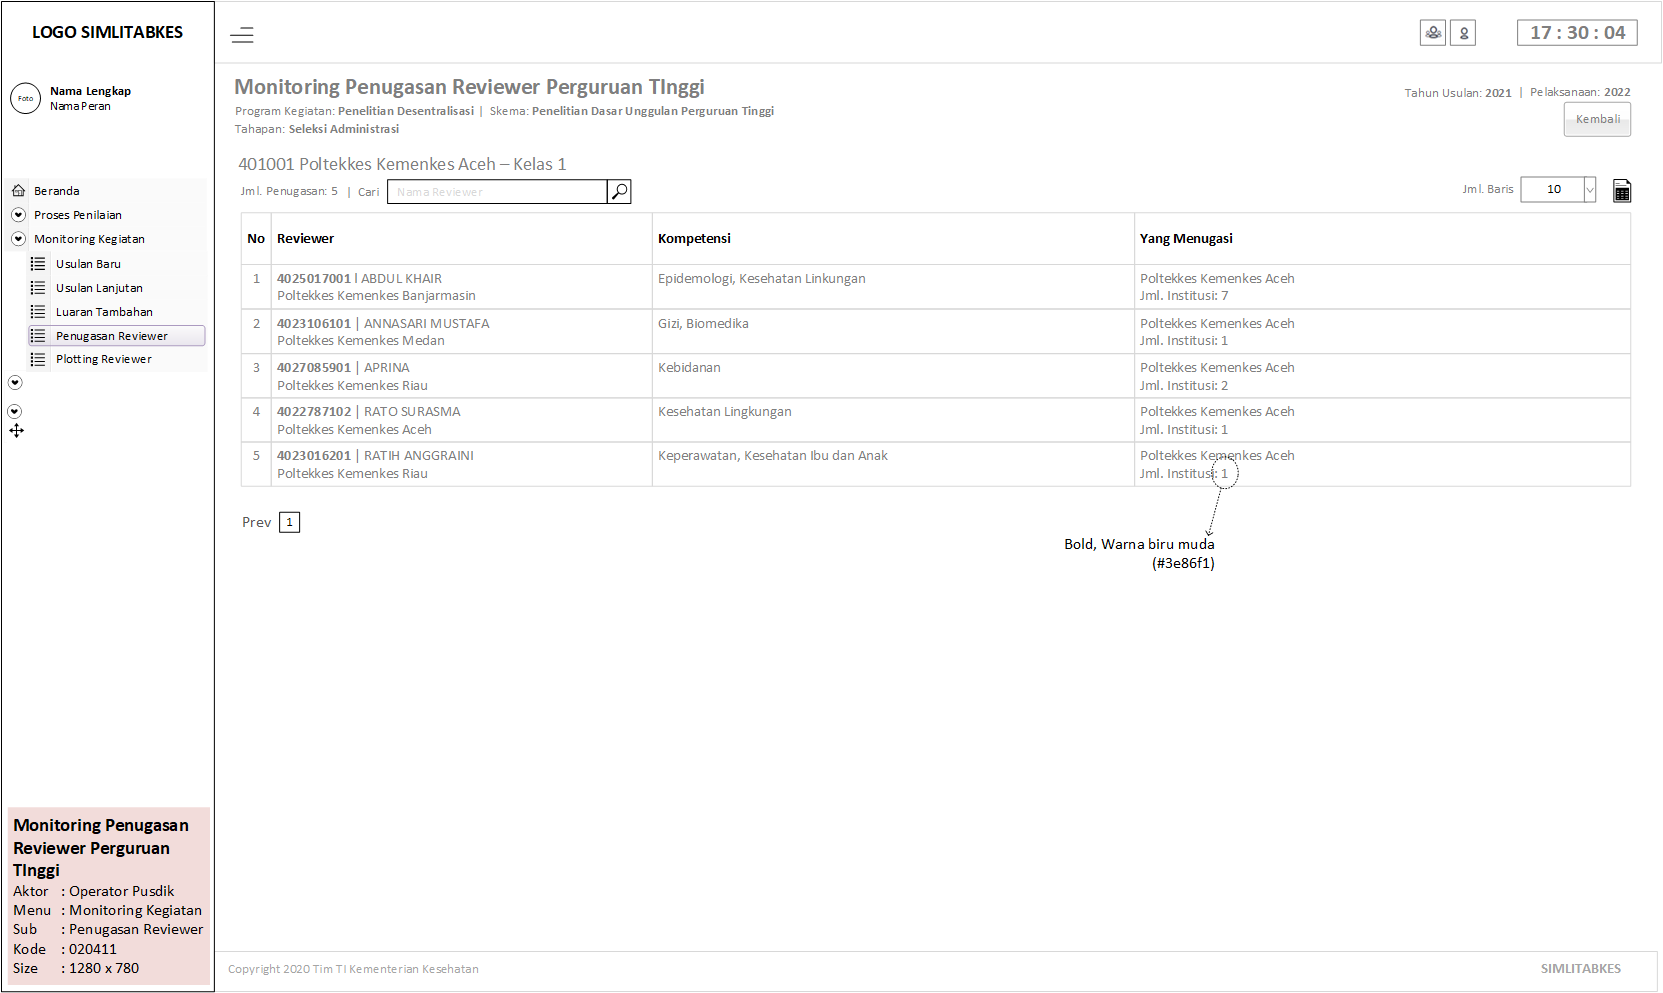 LOGO SIMLITABKES
17 : 30 : 04
Foto
Nama Lengkap
Nama Peran
Beranda
Proses Penilaian
Monitoring Kegiatan
Usulan Baru
Usulan Lanjutan
Luaran Tambahan
Penugasan Reviewer
Plotting Reviewer
Monitoring Penugasan Reviewer Perguruan TInggi
Program Kegiatan: Penelitian Desentralisasi | Skema: Penelitian Dasar Unggulan Perguruan Tinggi
Tahapan: Seleksi Administrasi
Tahun Usulan: 2021 | Pelaksanaan: 2022
Kembali
401001 Poltekkes Kemenkes Aceh – Kelas 1
Jml. Penugasan: 5 | Cari Nama Reviewer
Jml. Baris 10
No Reviewer Kompetensi Yang Menugasi
1 4025017001 l ABDUL KHAIR Epidemologi, Kesehatan Linkungan Poltekkes Kemenkes Aceh
Poltekkes Kemenkes Banjarmasin Jml. Institusi: 7
2 4023106101 | ANNASARI MUSTAFA Gizi, Biomedika Poltekkes Kemenkes Aceh
Poltekkes Kemenkes Medan Jml. Institusi: 1
3 4027085901 | APRINA Kebidanan Poltekkes Kemenkes Aceh
Poltekkes Kemenkes Riau Jml. Institusi: 2
4 4022787102 | RATO SURASMA Kesehatan Lingkungan Poltekkes Kemenkes Aceh
Poltekkes Kemenkes Aceh Jml. Institusi: 1
5 4023016201 | RATIH ANGGRAINI Keperawatan, Kesehatan Ibu dan Anak Poltekkes Kemenkes Aceh
Poltekkes Kemenkes Riau Jml. Institusi: 1
Prev 1
Bold, Warna biru muda
(#3e86f1)
Monitoring Penugasan
Reviewer Perguruan
TInggi
Aktor : Operator Pusdik
Menu : Monitoring Kegiatan
Sub : Penugasan Reviewer
Kode : 020411
Size : 1280 x 780
Copyright 2020 Tim TI Kementerian Kesehatan
SIMLITABKES